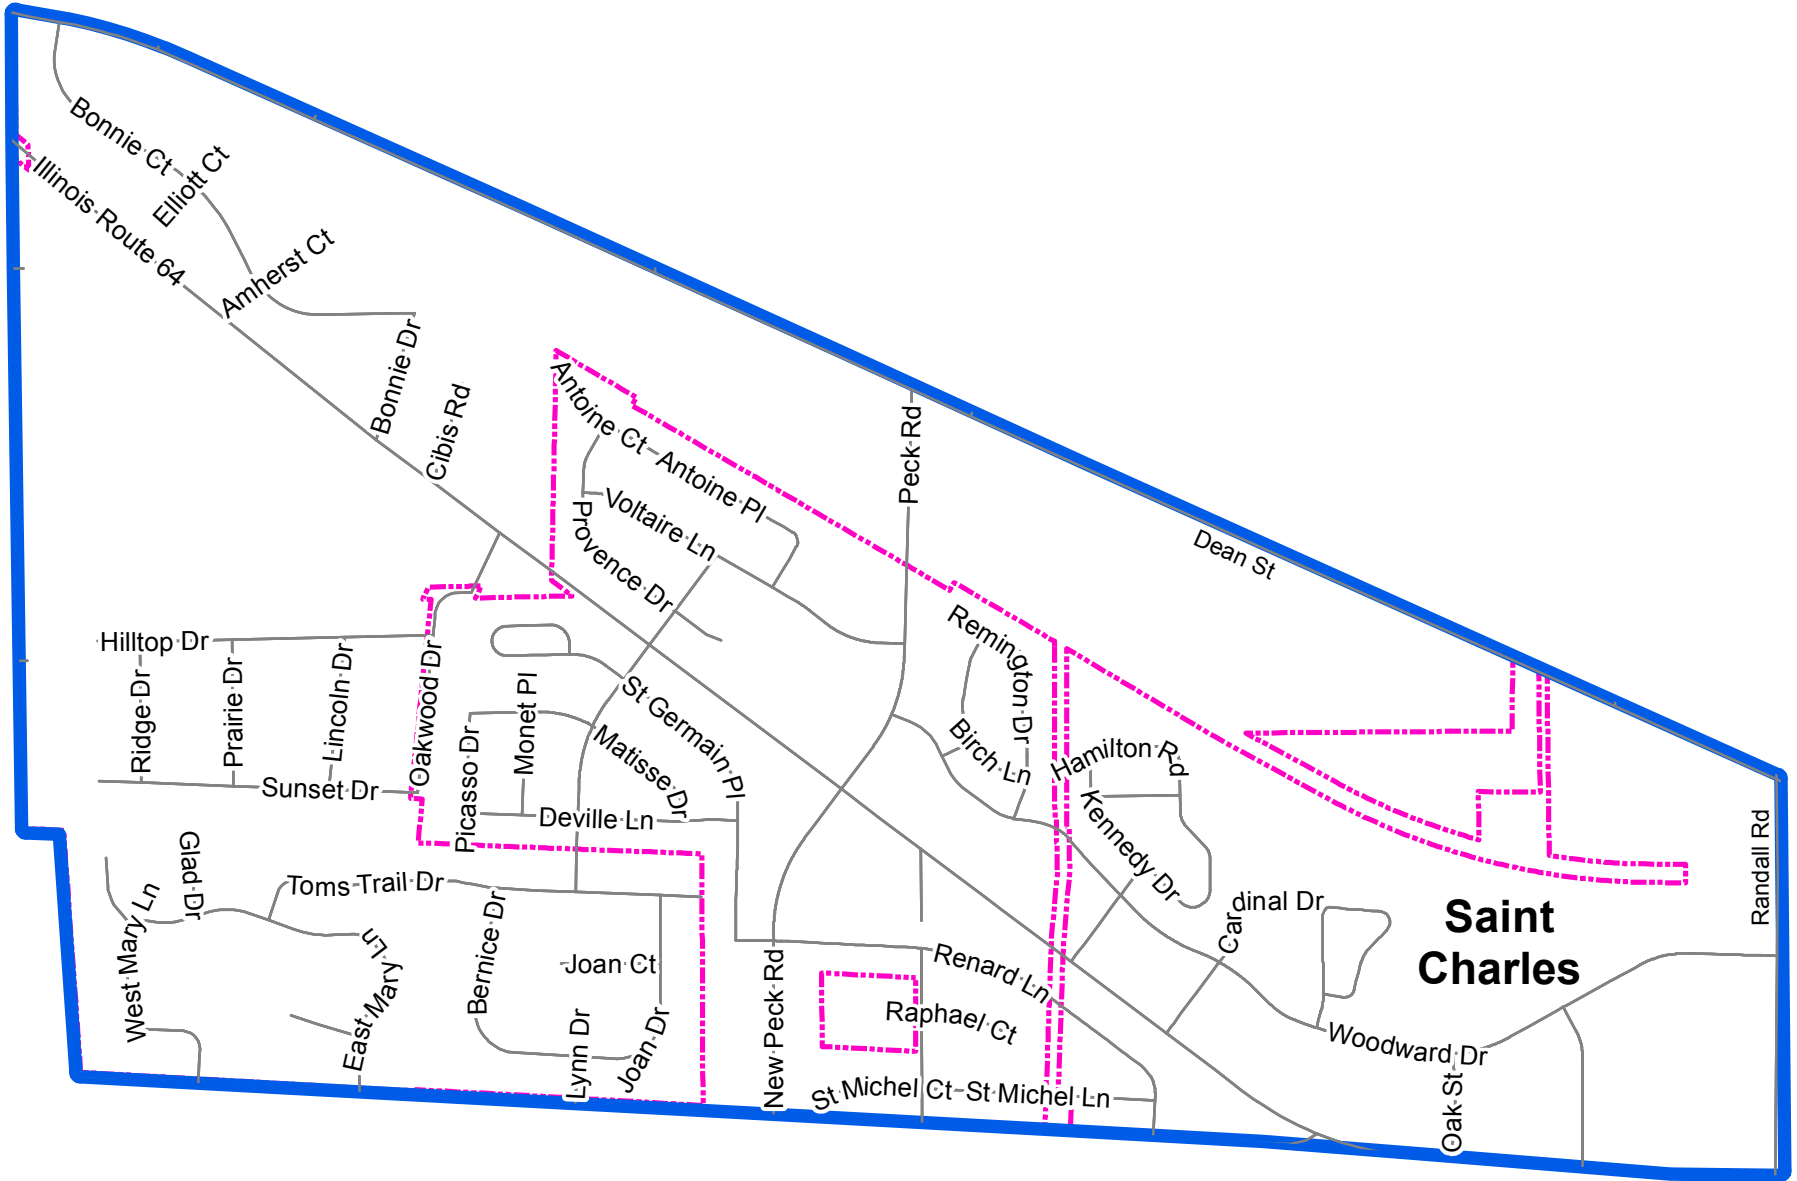 Bonnie Ct
Elliott Ct
Illinois Route 64
Amherst Ct
Bonnie Dr
Cibis Rd
Antoine Ct
Antoine Pl
Peck Rd
Voltaire Ln
Provence Dr
Dean St
Hilltop Dr
Remington Dr
Ridge Dr
Prairie Dr
Lincoln Dr
Oakwood Dr
St Germain Pl
Monet Pl
Picasso Dr
Matisse Dr
Birch Ln
Hamilton Rd
Sunset Dr
Deville Ln
Kennedy Dr
Randall Rd
Glad Dr
Toms Trail Dr
West Mary Ln
Cardinal Dr
Saint
Charles
East Mary Ln
Bernice Dr
Joan Ct
Renard Ln
New Peck Rd
Raphael Ct
Lynn Dr
Joan Dr
Woodward Dr
St Michel Ct
St Michel Ln
Oak St